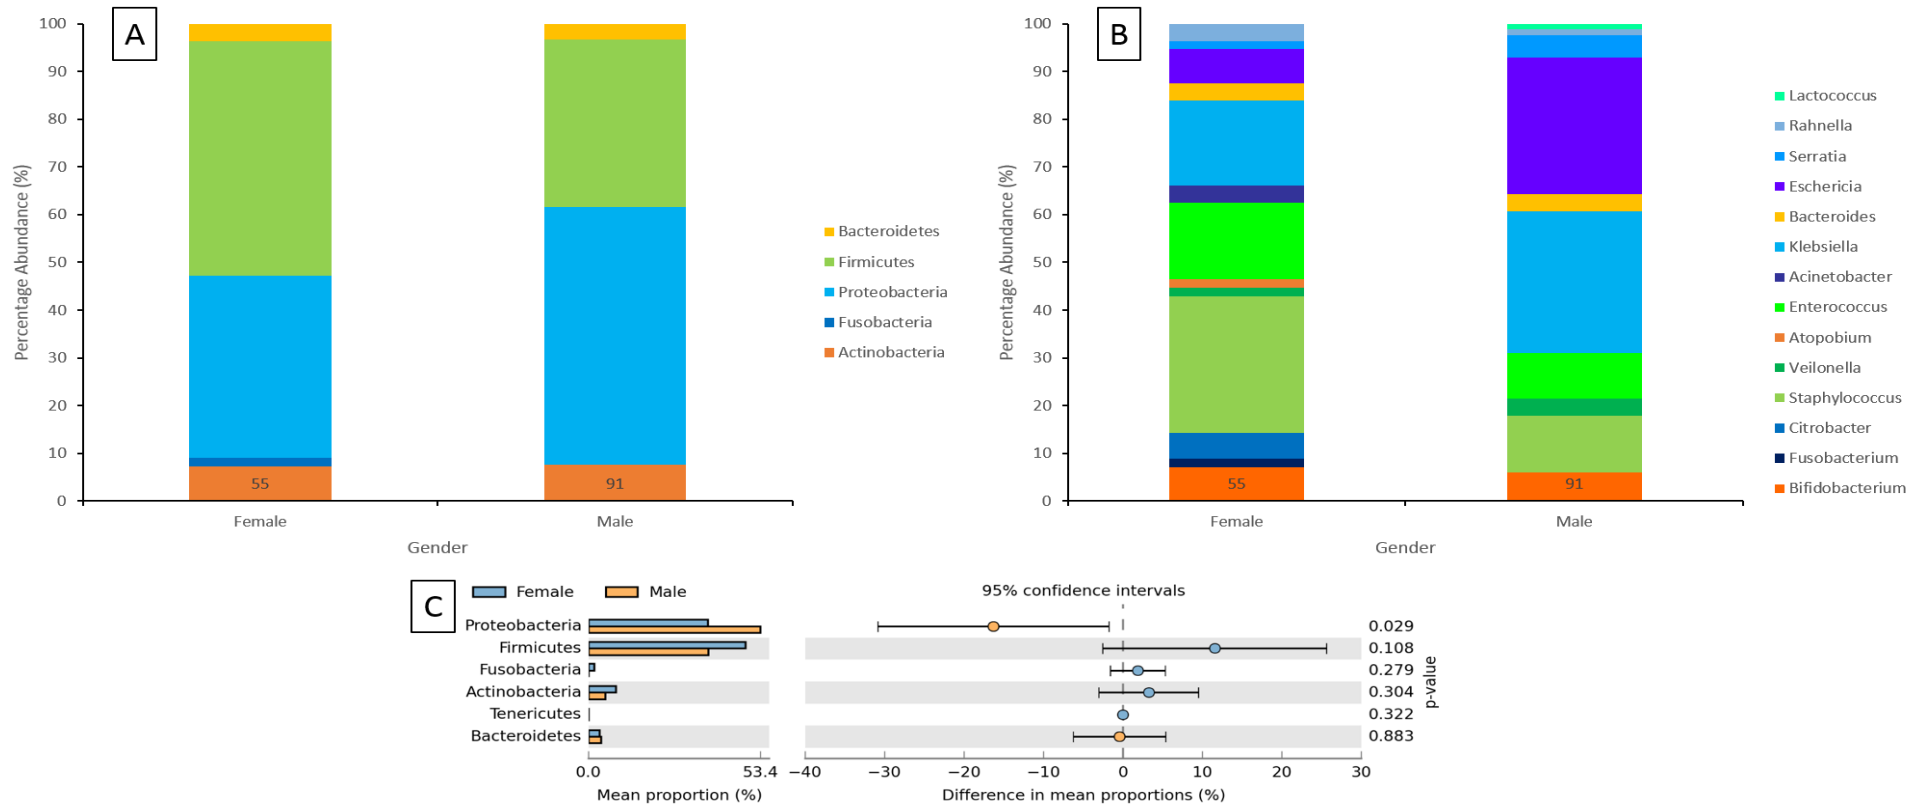 A
100
90
80
70
60
50
40
30
20
10
0
Percentage Abundance (%)
55
91
Female
Male
Gender
Bacteroidetes
Firmicutes
Proteobacteria
Fusobacteria
Actinobacteria
B
100
90
80
70
60
50
40
30
20
10
0
Percentage Abundance (%)
55
91
Female
Male
Gender
Lactococcus
Rahnella
Serratia
Eschericia
Bacteroides
Klebsiella
Acinetobacter
Enterococcus
Atopobium
Veilonella
Staphylococcus
Citrobacter
Fusobacterium
Bifidobacterium
C
Female Male
95% confidence intervals
Proteobacteria 0.029
Firmicutes 0.108
Fusobacteria 0.279
Actinobacteria 0.304
Tenericutes 0.322
Bacteroidetes 0.883
p-value
0.0 53.4 −40 −30 −20 −10 0 10 20 30
Mean proportion (%) Difference in mean proportions (%)